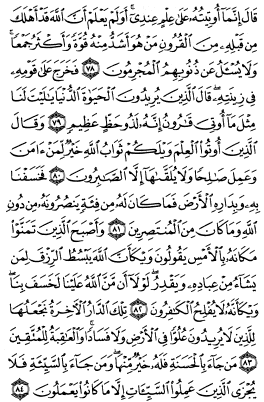 قَالَ إِنَّمَآ أُوتِيتُهُۥ عَلَىٰ عِلۡمٍ عِندِيٓۚ أَوَلَمۡ يَعۡلَمۡ أَنَّ ٱللَّهَ قَدۡ أَهۡلَكَ
مِن قَبۡلِهِۦ مِنَ ٱلۡقُرُونِ مَنۡ هُوَ أَشَدُّ مِنۡهُ قُوَّةٗ وَأَكۡثَرُ جَمۡعٗاۚ
وَلَا يُسۡـَٔلُ عَن ذُنُوبِهِمُ ٱلۡمُجۡرِمُونَ ٧٨ فَخَرَجَ عَلَىٰ قَوۡمِهِۦ
فِي زِينَتِهِۦۖ قَالَ ٱلَّذِينَ يُرِيدُونَ ٱلۡحَيَوٰةَ ٱلدُّنۡيَا يَٰلَيۡتَ لَنَا
مِثۡلَ مَآ أُوتِيَ قَٰرُونُ إِنَّهُۥ لَذُو حَظٍّ عَظِيمٖ ٧٩ وَقَالَ
ٱلَّذِينَ أُوتُواْ ٱلۡعِلۡمَ وَيۡلَكُمۡ ثَوَابُ ٱللَّهِ خَيۡرٞ لِّمَنۡ ءَامَنَ
وَعَمِلَ صَٰلِحٗاۚ وَلَا يُلَقَّىٰهَآ إِلَّا ٱلصَّٰبِرُونَ ٨٠ فَخَسَفۡنَا
بِهِۦ وَبِدَارِهِ ٱلۡأَرۡضَ فَمَا كَانَ لَهُۥ مِن فِئَةٖ يَنصُرُونَهُۥ مِن دُونِ
ٱللَّهِ وَمَا كَانَ مِنَ ٱلۡمُنتَصِرِينَ ٨١ وَأَصۡبَحَ ٱلَّذِينَ تَمَنَّوۡاْ
مَكَانَهُۥ بِٱلۡأَمۡسِ يَقُولُونَ وَيۡكَأَنَّ ٱللَّهَ يَبۡسُطُ ٱلرِّزۡقَ لِمَن
يَشَآءُ مِنۡ عِبَادِهِۦ وَيَقۡدِرُۖ لَوۡلَآ أَن مَّنَّ ٱللَّهُ عَلَيۡنَا لَخَسَفَ بِنَاۖ
وَيۡكَأَنَّهُۥ لَا يُفۡلِحُ ٱلۡكَٰفِرُونَ ٨٢ تِلۡكَ ٱلدَّارُ ٱلۡأٓخِرَةُ نَجۡعَلُهَا
لِلَّذِينَ لَا يُرِيدُونَ عُلُوّٗا فِي ٱلۡأَرۡضِ وَلَا فَسَادٗاۚ وَٱلۡعَٰقِبَةُ لِلۡمُتَّقِينَ
٨٣ مَن جَآءَ بِٱلۡحَسَنَةِ فَلَهُۥ خَيۡرٞ مِّنۡهَاۖ وَمَن جَآءَ بِٱلسَّيِّئَةِ فَلَا
يُجۡزَى ٱلَّذِينَ عَمِلُواْ ٱلسَّيِّـَٔاتِ إِلَّا مَا كَانُواْ يَعۡمَلُونَ ٨٤